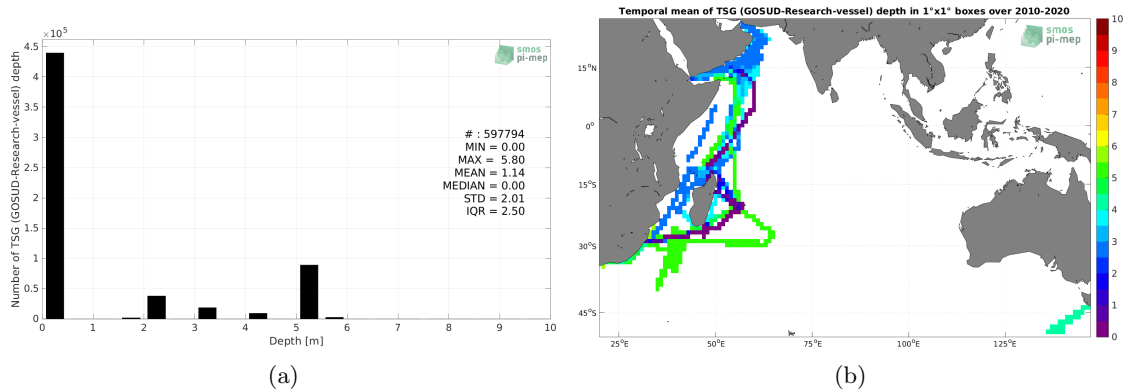 ×10⁵
4.5
4
3.5
3
2.5
2
1.5
1
0.5
0
Number of TSG (GOSUD-Research-vessel) depth
smos
pi-mep
# : 597794
MIN = 0.00
MAX = 5.80
MEAN = 1.14
MEDIAN = 0.00
STD = 2.01
IQR = 2.50
0 1 2 3 4 5 6 7 8 9 10
Depth [m]
(a)
Temporal mean of TSG (GOSUD-Research-vessel) depth in 1°x1° boxes over 2010-2020
smos
pi-mep
15°N
0°
15°S
30°S
45°S
25°E 50°E 75°E 100°E 125°E
10
9
8
7
6
5
4
3
2
1
0
(b)